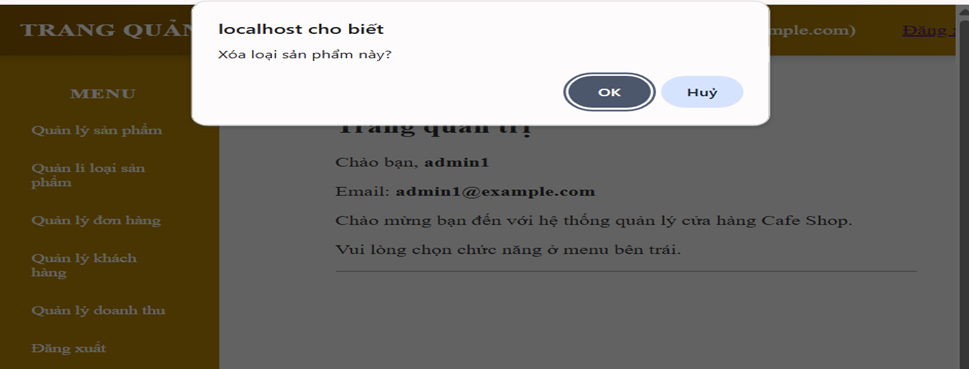 localhost cho biết
Xóa loại sản phẩm này?
OK
Huỷ
TRANG QUẢN
mple.com)
Đăng
MENU
Quản lý sản phẩm
Quản lí loại sản
phẩm
Quản lý đơn hàng
Quản lý khách
hàng
Quản lý doanh thu
Đăng xuất
Trang quản trị
Chào bạn, admin1
Email: admin1@example.com
Chào mừng bạn đến với hệ thống quản lý cửa hàng Cafe Shop.
Vui lòng chọn chức năng ở menu bên trái.